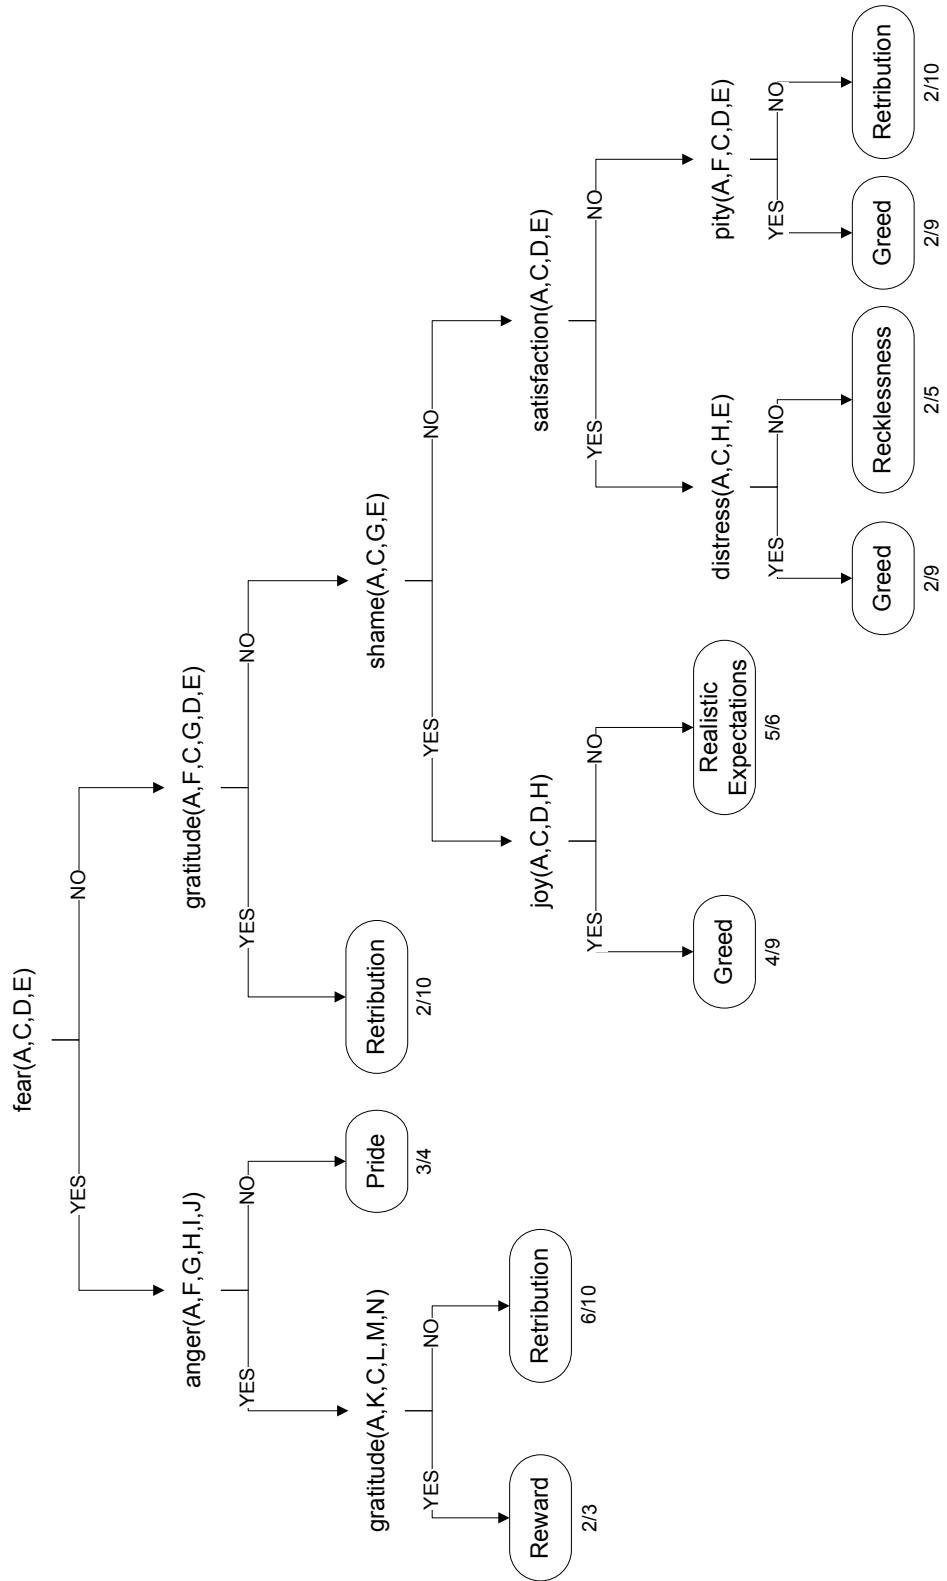 fear(A,C,D,E)
YES
NO
anger(A,F,G,H,I,J)
gratitude(A,F,C,G,D,E)
YES
NO
YES
NO
gratitude(A,K,C,L,M,N)
Pride
3/4
Retribution
2/10
shame(A,C,G,E)
YES
NO
YES
NO
Reward
2/3
Retribution
6/10
joy(A,C,D,H)
satisfaction(A,C,D,E)
YES
NO
YES
NO
Greed
4/9
Realistic
Expectations
5/6
distress(A,C,H,E)
pity(A,F,C,D,E)
YES
NO
YES
NO
Greed
2/9
Recklessness
2/5
Greed
2/9
Retribution
2/10